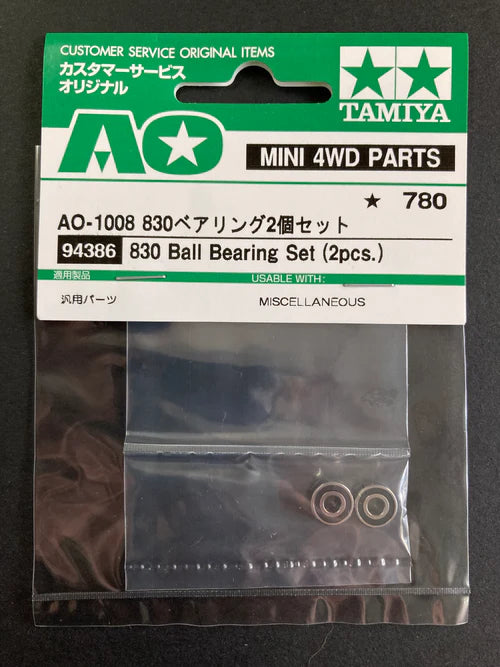 CUSTOMER SERVICE ORIGINAL ITEMS
カスタマーサービス
オリジナル
TAMIYA
AO
MINI 4WD PARTS
★ 780
AO-1008 830ベアリング2個セット
94386 830 Ball Bearing Set (2pcs.)
適用製品 USABLE WITH:
汎用パーツ MISCELLANEOUS